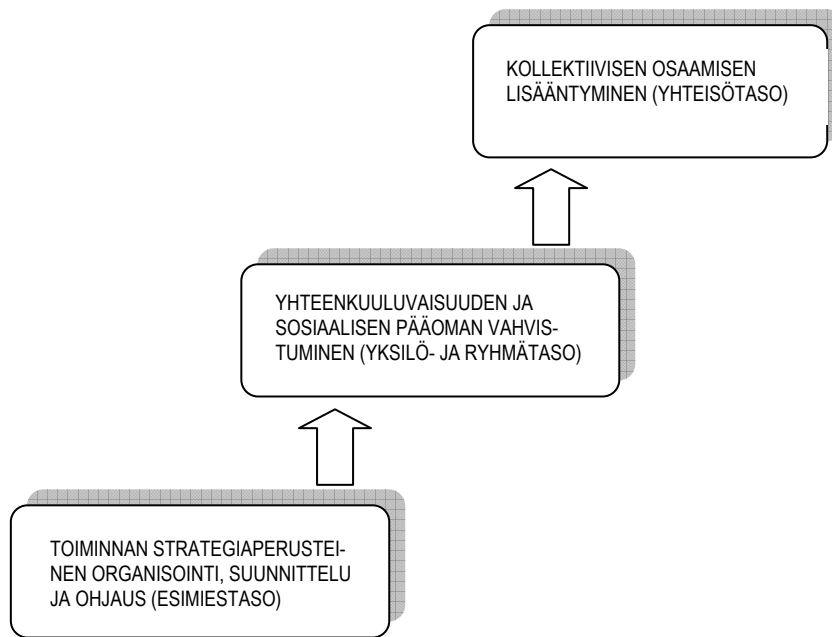 KOLLEKTIIVISEN OSAAMISEN
LISÄÄNTYMINEN (YHTEISÖTASO)
YHTEENKUULUVAISUUDEN JA
SOSIAALISEN PÄÄOMAN VAHVIS-
TUMINEN (YKSILÖ- JA RYHMÄTASO)
TOIMINNAN STRATEGIAPERUSTEI-
NEN ORGANISOINTI, SUUNNITTELU
JA OHJAUS (ESIMIESTASO)